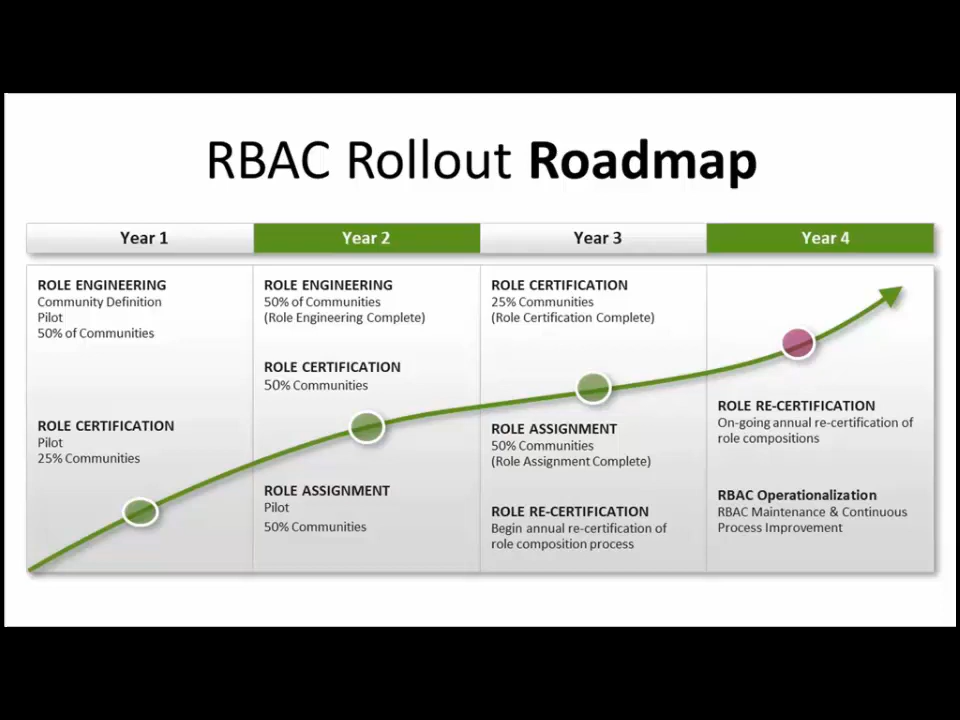 RBAC Rollout Roadmap
Year 1
Year 2
Year 3
Year 4
ROLE ENGINEERING
Community Definition
Pilot
50% of Communities
ROLE CERTIFICATION
Pilot
25% Communities
ROLE ENGINEERING
50% of Communities
(Role Engineering Complete)
ROLE CERTIFICATION
50% Communities
ROLE ASSIGNMENT
Pilot
50% Communities
ROLE CERTIFICATION
25% Communities
(Role Certification Complete)
ROLE ASSIGNMENT
50% Communities
(Role Assignment Complete)
ROLE RE-CERTIFICATION
Begin annual re-certification of
role composition process
ROLE RE-CERTIFICATION
On-going annual re-certification of
role compositions
RBAC Operationalization
RBAC Maintenance & Continuous
Process Improvement